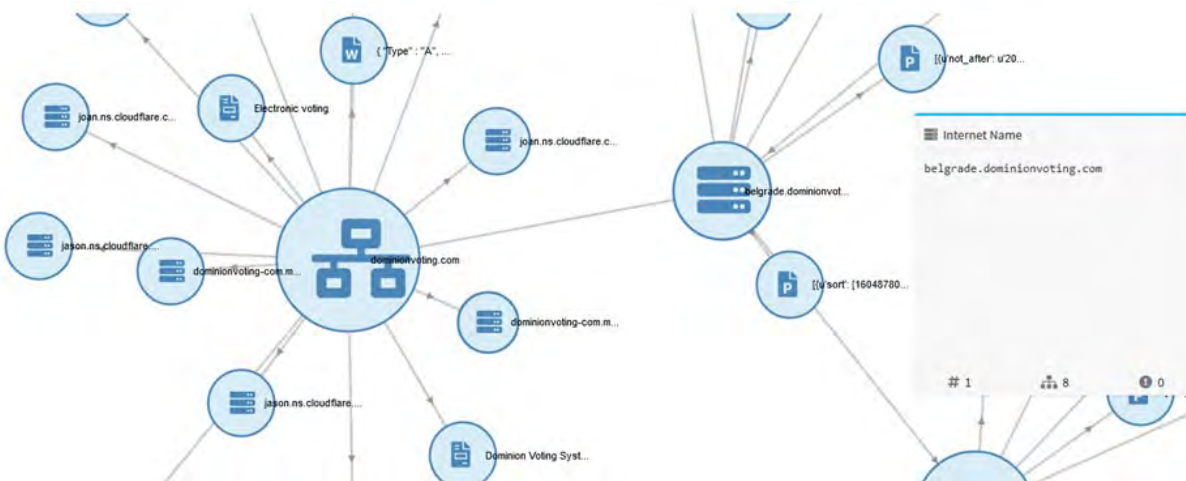 { "Type" : "A", ...
[{u'not_after': u'20...
joan.ns.cloudflare.c...
Electronic voting
Internet Name
joan.ns.cloudflare.c...
belgrade.dominionvoting.com
belgrade.dominionvot...
jason.ns.cloudflare....
dominionvoting.com
dominionvoting-com.m...
[{u'sort': [16048780...
dominionvoting-com.m...
# 1
8
0
jason.ns.cloudflare....
Dominion Voting Syst...
W
P
P